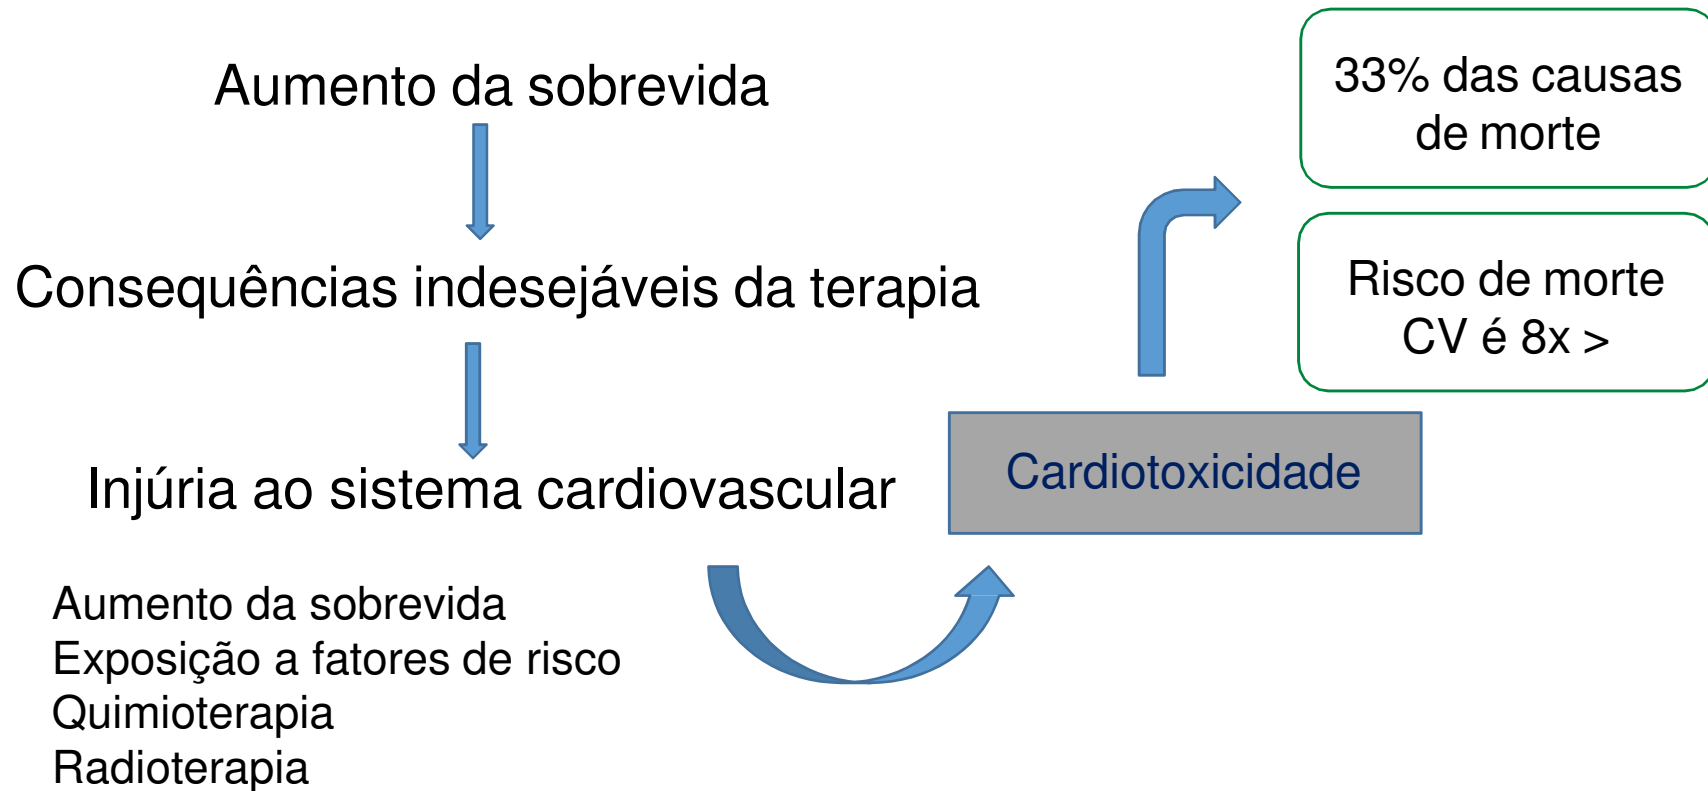 Aumento da sobrevida
Consequências indesejáveis da terapia
Injúria ao sistema cardiovascular
Aumento da sobrevida
Exposição a fatores de risco
Quimioterapia
Radioterapia
Cardiotoxicidade
33% das causas
de morte
Risco de morte
CV é 8x >